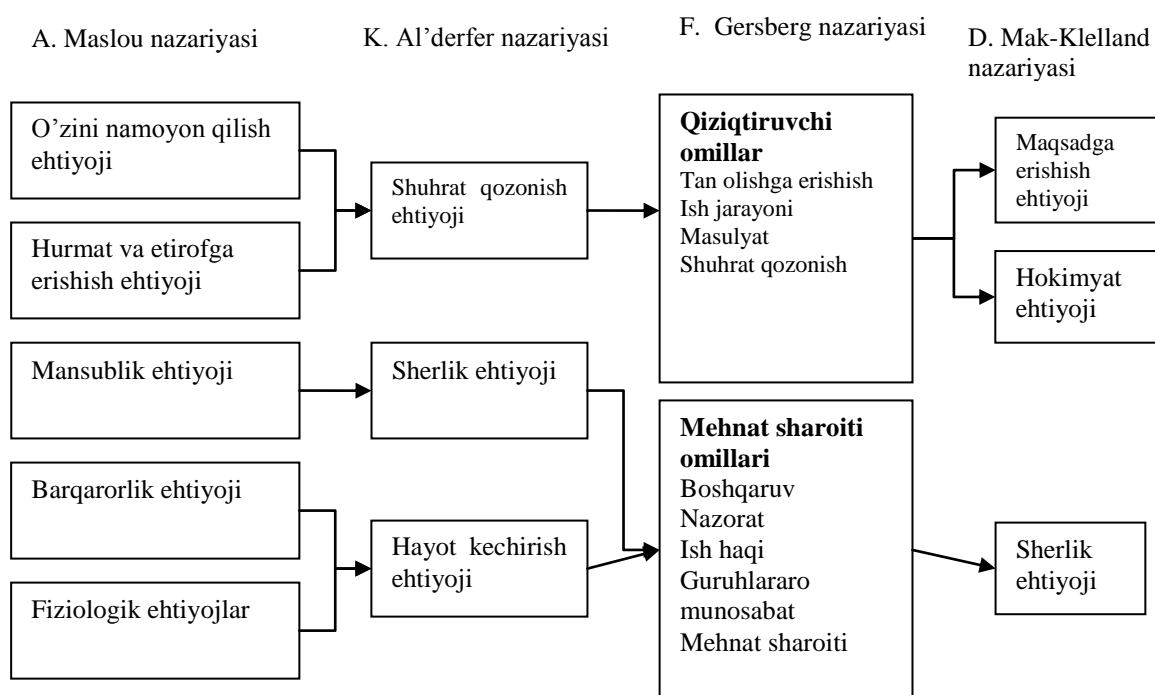 A. Maslou nazariyasi
K. Al’derfer nazariyasi
F. Gersberg nazariyasi
D. Mak-Klelland
nazariyasi
O’zini namoyon qilish
ehtiyoji
Hurmat va etirofga
erishish ehtiyoji
Mansublik ehtiyoji
Barqarorlik ehtiyoji
Fiziologik ehtiyojlar
Shuhrat qozonish
ehtiyoji
Sherlik ehtiyoji
Hayot kechirish
ehtiyoji
Qiziqtiruvchi
omillar
Tan olishga erishish
Ish jarayoni
Masulyat
Shuhrat qozonish
Mehnat sharoiti
omillari
Boshqaruv
Nazorat
Ish haqi
Guruhlararo
munosabat
Mehnat sharoiti
Maqsadga
erishish
ehtiyoji
Hokimyat
ehtiyoji
Sherlik
ehtiyoji